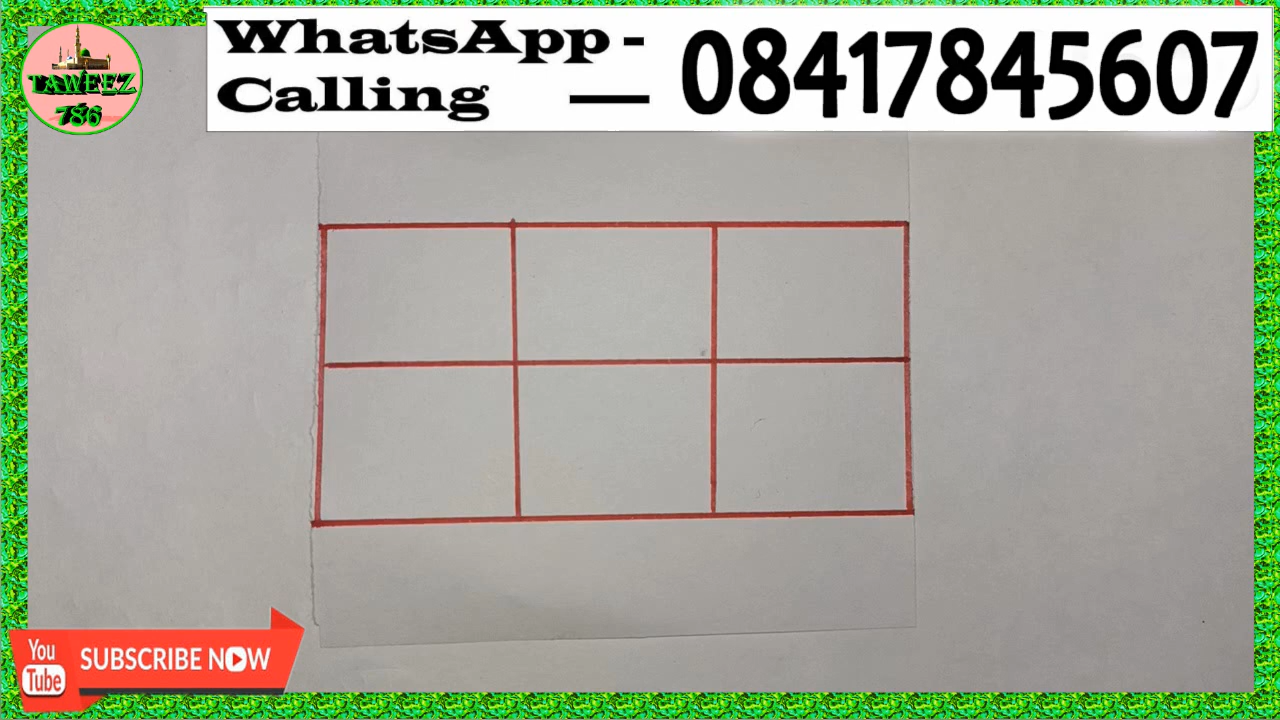 WhatsApp -
Calling — 08417845607
TAWEEZ
786
You
Tube
SUBSCRIBE NOW